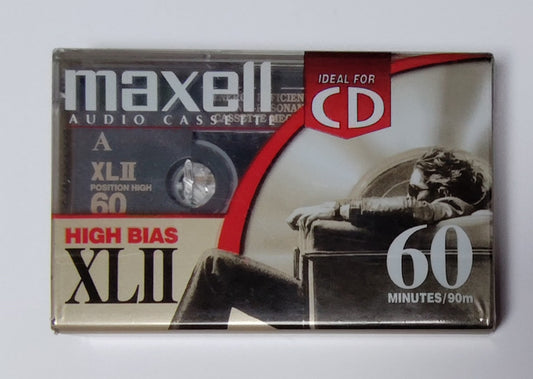 maxell
AUDIO CASSETTE
IDEAL FOR
CD
A
XLII
POSITION HIGH
60
HIGH BIAS
XLII
60
MINUTES/90m